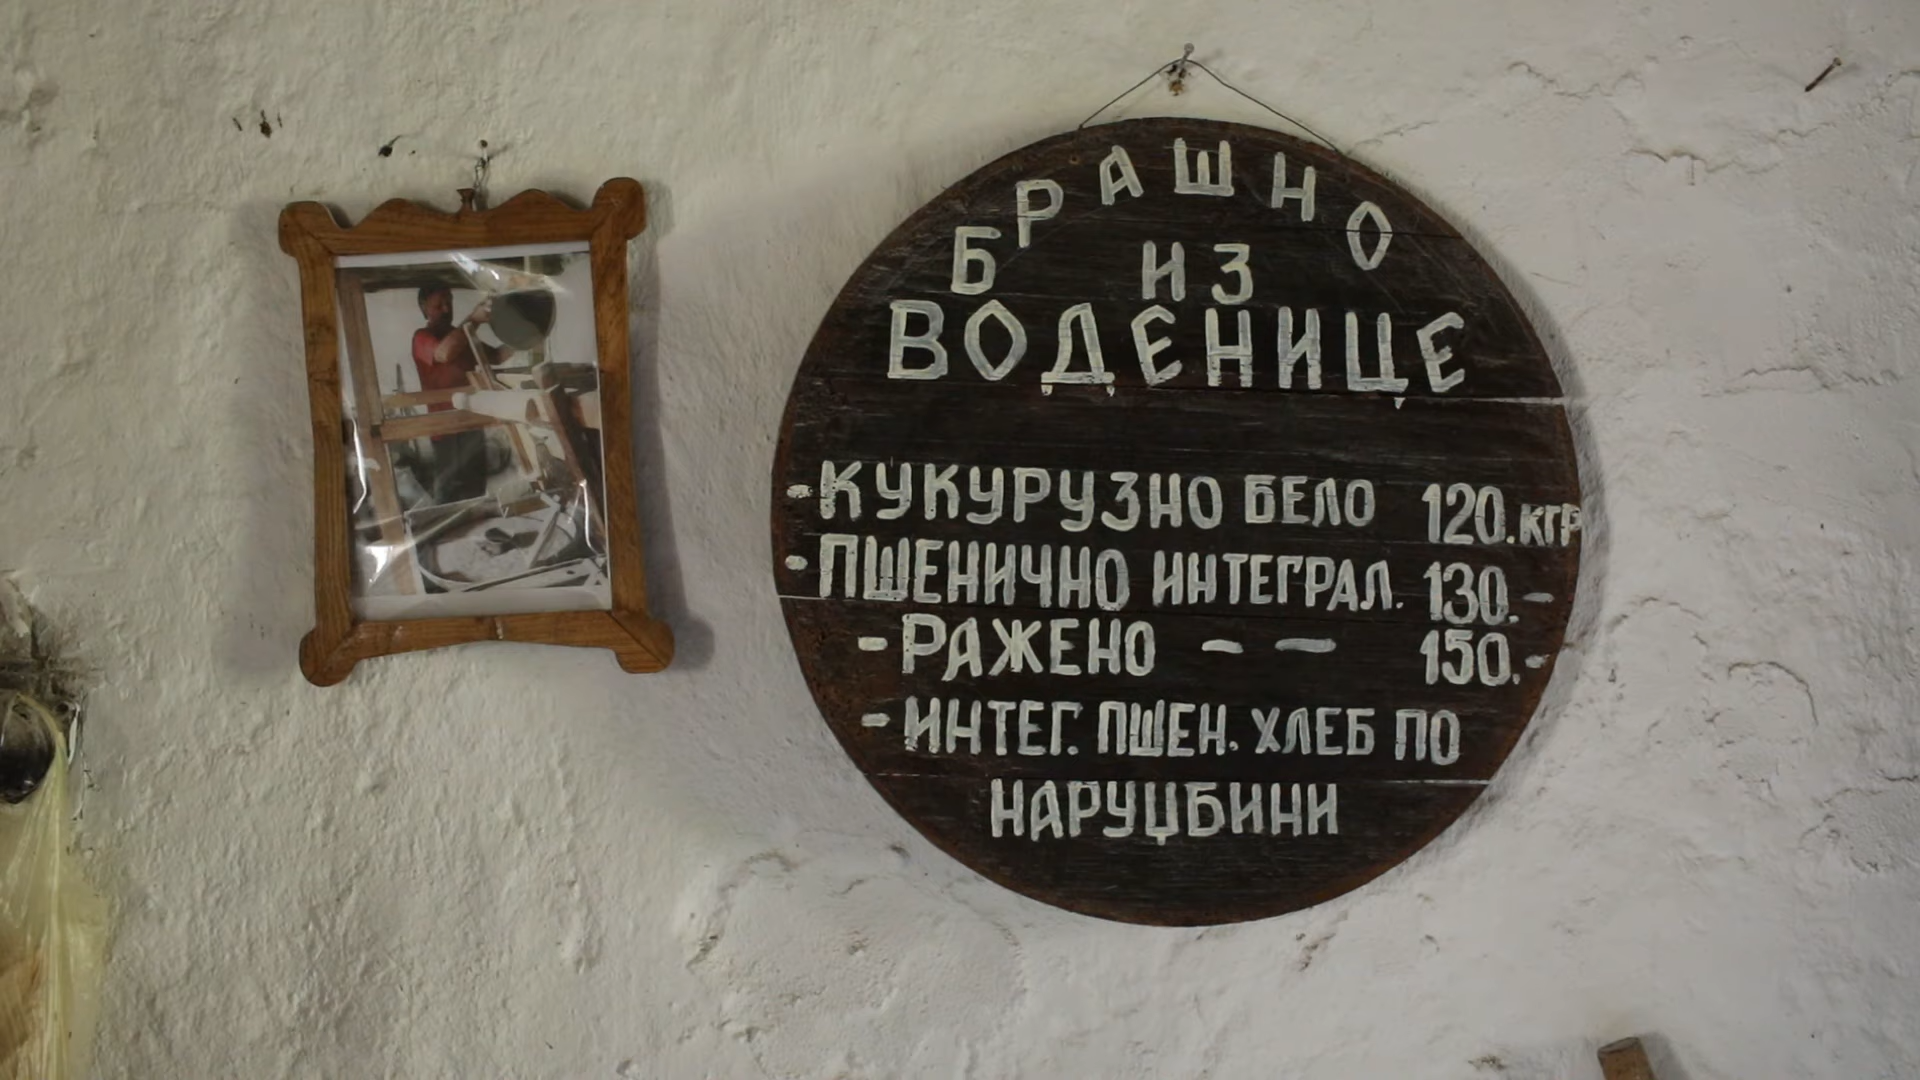 БРАШНО
ИЗ
ВОДЕНИЦЕ
-КУКУРУЗНО БЕЛО 120.КГР
-ПШЕНИЧНО ИНТЕГРАЛ. 130.-
-РАЖЕНО - - 150.-
-ИНТЕГ. ПШЕН. ХЛЕБ ПО
НАРУЏБИНИ